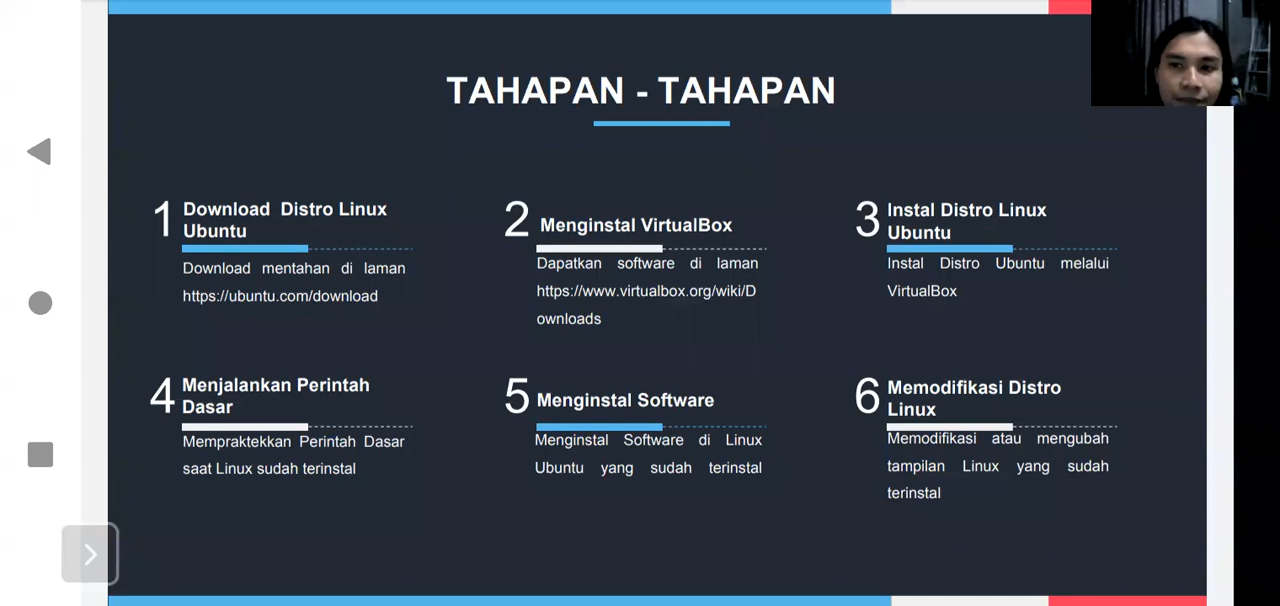 TAHAPAN - TAHAPAN
1
Download Distro Linux
Ubuntu
Download mentahan di laman
https://ubuntu.com/download
2
Menginstal VirtualBox
Dapatkan software di laman
https://www.virtualbox.org/wiki/D
ownloads
3
Instal Distro Linux
Ubuntu
Instal Distro Ubuntu melalui
VirtualBox
4
Menjalankan Perintah
Dasar
Mempraktekkan Perintah Dasar
saat Linux sudah terinstal
5
Menginstal Software
Menginstal Software di Linux
Ubuntu yang sudah terinstal
6
Memodifikasi Distro
Linux
Memodifikasi atau mengubah
tampilan Linux yang sudah
terinstal